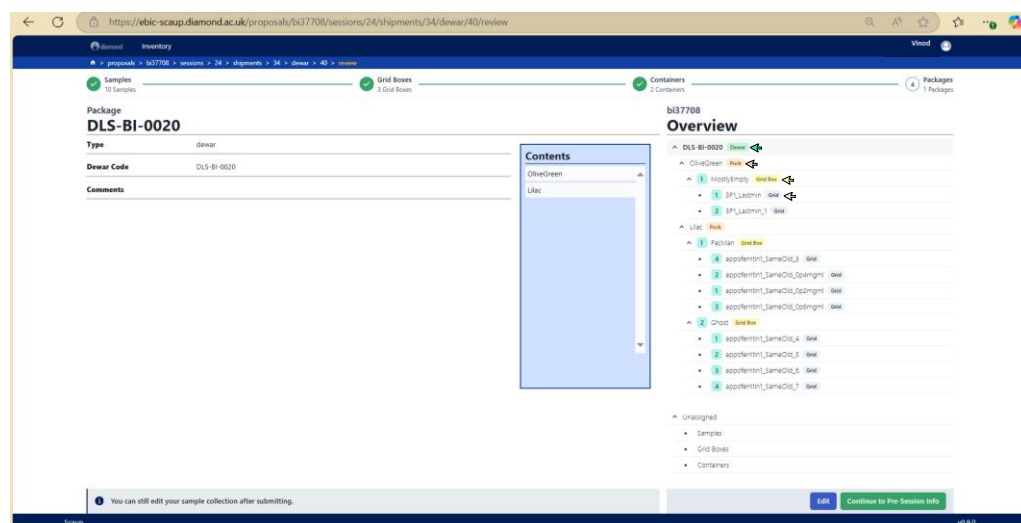 https://ebic-scaup.diamond.ac.uk/proposals/bi37708/sessions/24/shipments/34/dewar/40/review
diamond Inventory Vinod
> proposals > bi37708 > sessions > 24 > shipments > 34 > dewar > 40 > review
Samples
10 Samples
Grid Boxes
3 Grid Boxes
Containers
2 Containers
4 Packages
1 Packages
Package
DLS-BI-0020
Type dewar
Dewar Code DLS-BI-0020
Comments
Contents
OliveGreen
Lilac
bi37708
Overview
DLS-BI-0020 Dewar
OliveGreen Puck
1 MostlyEmpty Grid Box
1 3P1_Lastmin Grid
2 3P1_Lastmin_1 Grid
Lilac Puck
1 PacMan Grid Box
4 appoferritin1_SameOld_3 Grid
2 appoferritin1_SameOld_0p4mgml Grid
1 appoferritin1_SameOld_0p2mgml Grid
3 appoferritin1_SameOld_0p6mgml Grid
2 Ghost Grid Box
1 appoferritin1_SameOld_4 Grid
2 appoferritin1_SameOld_5 Grid
3 appoferritin1_SameOld_6 Grid
4 appoferritin1_SameOld_7 Grid
Unassigned
Samples
Grid Boxes
Containers
You can still edit your sample collection after submitting.
Edit Continue to Pre-Session Info
Scaup v0.9.0